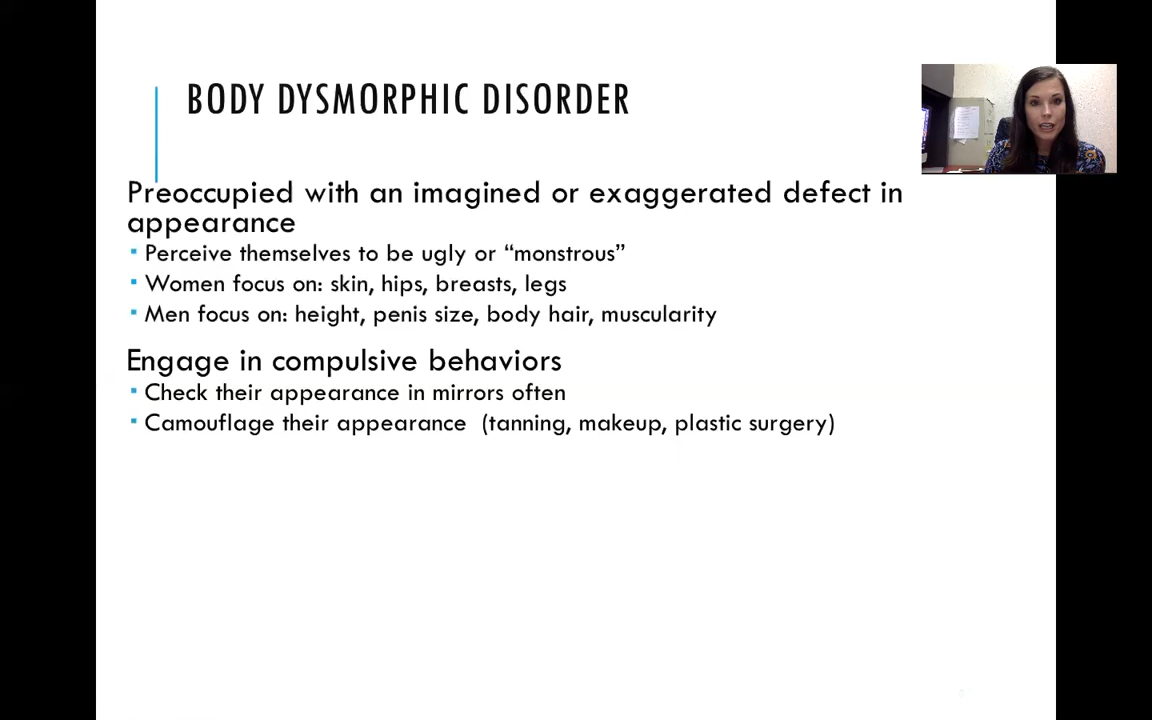 BODY DYSMORPHIC DISORDER
Preoccupied with an imagined or exaggerated defect in
appearance
▪ Perceive themselves to be ugly or “monstrous”
▪ Women focus on: skin, hips, breasts, legs
▪ Men focus on: height, penis size, body hair, muscularity
Engage in compulsive behaviors
▪ Check their appearance in mirrors often
▪ Camouflage their appearance  (tanning, makeup, plastic surgery)